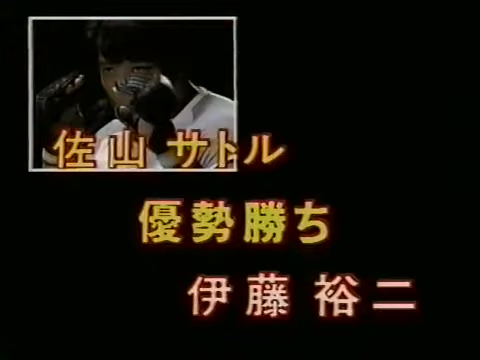 佐山 サトル
優勢勝ち
伊藤 裕二